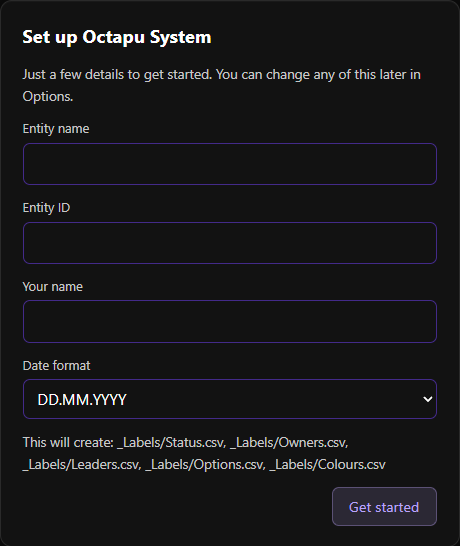 Set up Octapu System
Just a few details to get started. You can change any of this later in
Options.
Entity name
Entity ID
Your name
Date format
DD.MM.YYYY
This will create: _Labels/Status.csv, _Labels/Owners.csv,
_Labels/Leaders.csv, _Labels/Options.csv, _Labels/Colours.csv
Get started